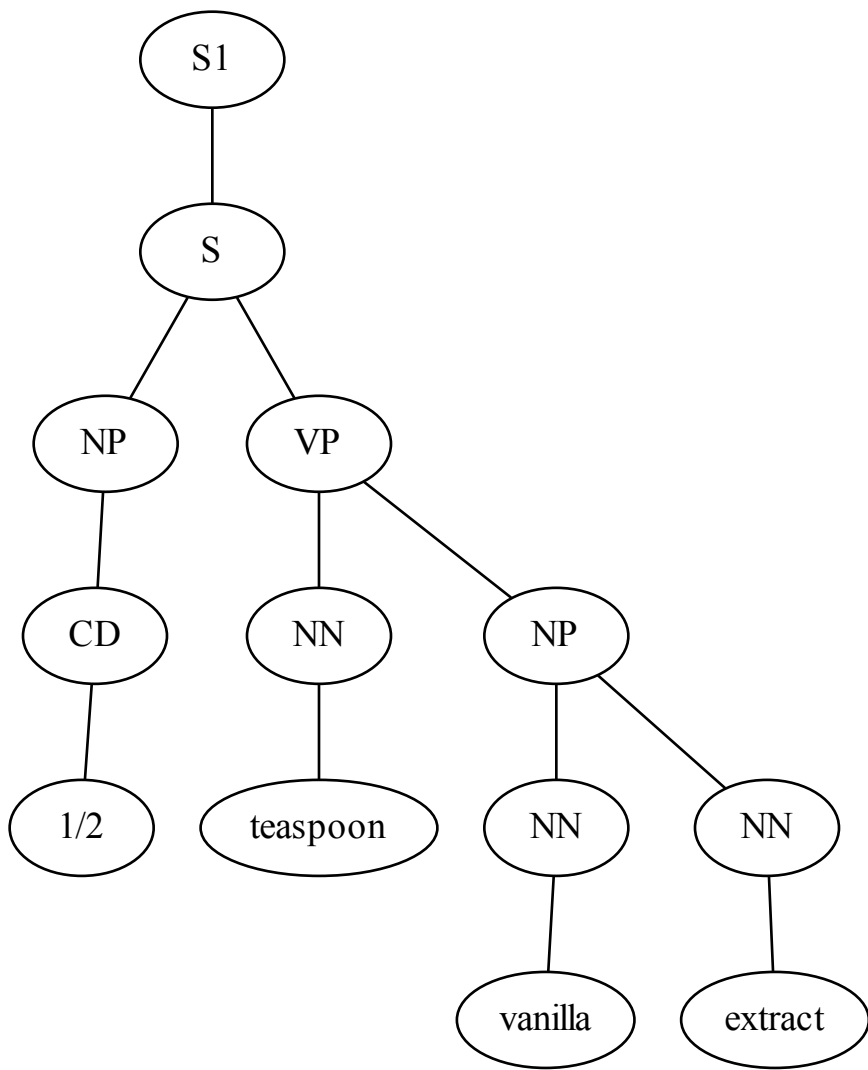 S1
S
NP VP
CD NN NP
1/2 teaspoon NN NN
vanilla extract